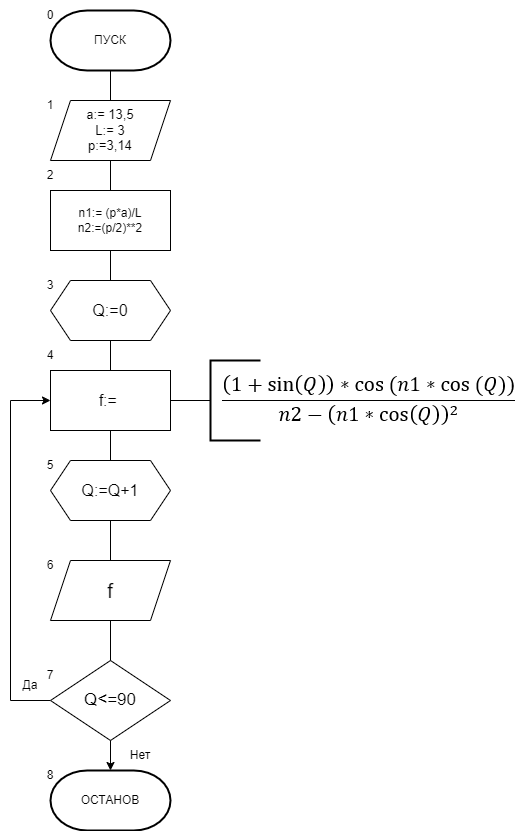 0
ПУСК
1
a:= 13,5
L:= 3
p:=3,14
2
n1:= (p*a)/L
n2:=(p/2)**2
3
Q:=0
4
f:=
(1 + sin(Q)) * cos (n1 * cos (Q))
n2 − (n1 * cos(Q))²
5
Q:=Q+1
6
f
7
Q<=90
Да
Нет
8
ОСТАНОВ